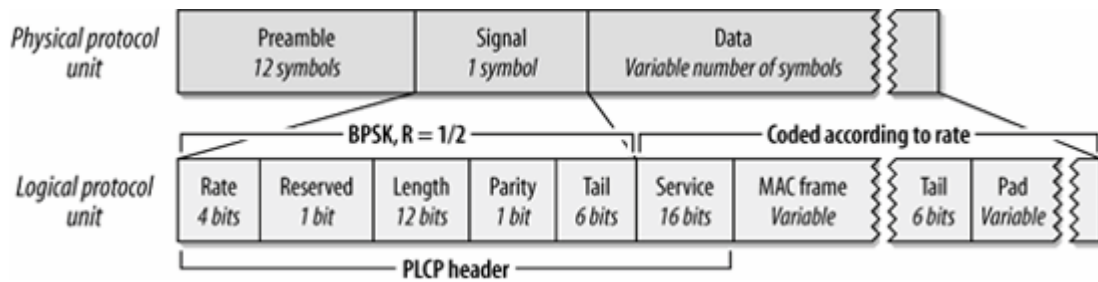 Physical protocol unit
Preamble
12 symbols
Signal
1 symbol
Data
Variable number of symbols
BPSK, R = 1/2
Coded according to rate
Logical protocol unit
Rate
4 bits
Reserved
1 bit
Length
12 bits
Parity
1 bit
Tail
6 bits
Service
16 bits
MAC frame
Variable
Tail
6 bits
Pad
Variable
PLCP header